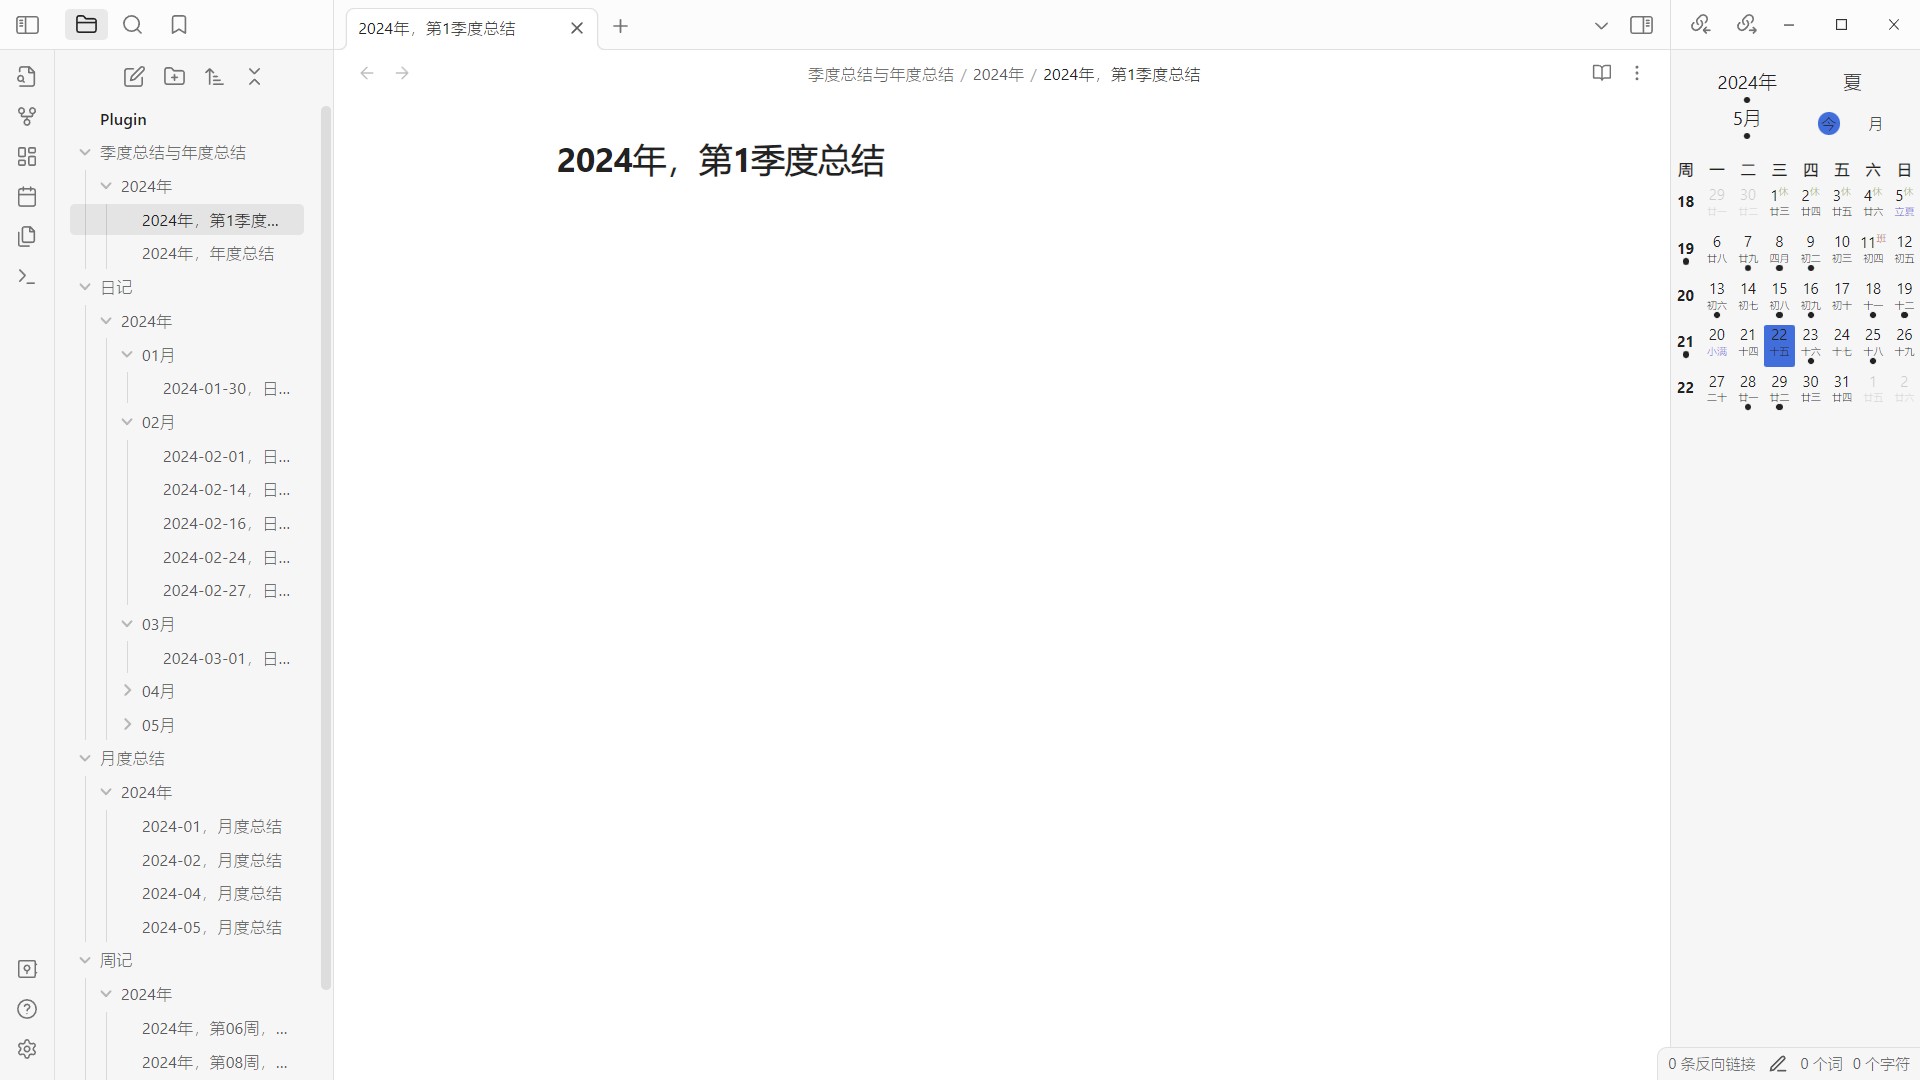 2024年，第1季度总结
季度总结与年度总结 / 2024年 / 2024年，第1季度总结
2024年，第1季度总结
Plugin
季度总结与年度总结
2024年
2024年，第1季度...
2024年，年度总结
日记
2024年
01月
2024-01-30，日...
02月
2024-02-01，日...
2024-02-14，日...
2024-02-16，日...
2024-02-24，日...
2024-02-27，日...
03月
2024-03-01，日...
04月
05月
月度总结
2024年
2024-01，月度总结
2024-02，月度总结
2024-04，月度总结
2024-05，月度总结
周记
2024年
2024年，第06周，...
2024年，第08周，...
2024年 夏
5月 今 月
周 一 二 三 四 五 六 日
18 29 30 1休 2休 3休 4休 5休
廿一 廿二 廿三 廿四 廿五 廿六 立夏
19 6 7 8 9 10 11班 12
廿八 廿九 四月 初二 初三 初四 初五
20 13 14 15 16 17 18 19
初六 初七 初八 初九 初十 十一 十二
21 20 21 22 23 24 25 26
小满 十四 十五 十六 十七 十八 十九
22 27 28 29 30 31 1 2
二十 廿一 廿二 廿三 廿四 廿五 廿六
0 条反向链接 0 个词 0 个字符